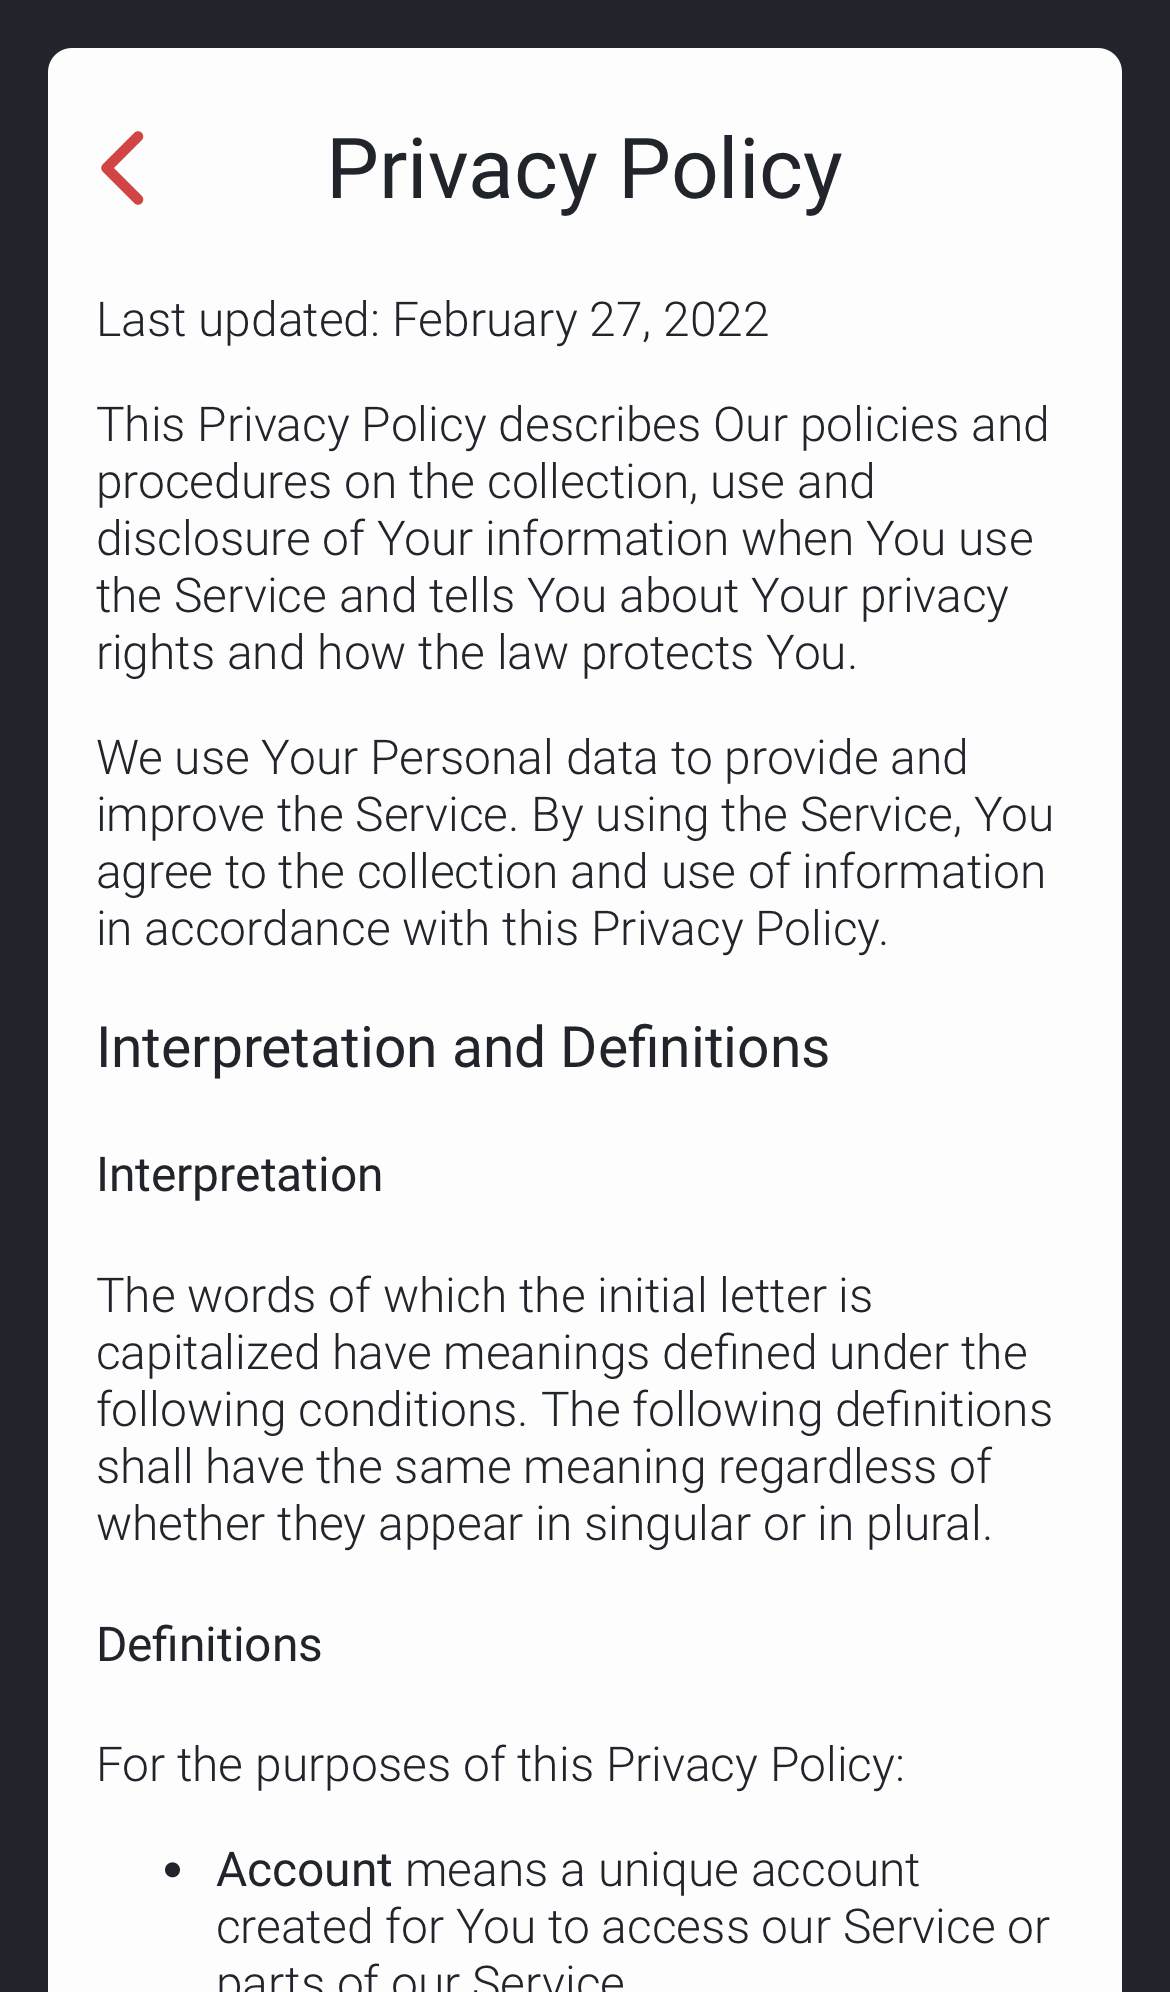 Privacy Policy
Last updated: February 27, 2022
This Privacy Policy describes Our policies and
procedures on the collection, use and
disclosure of Your information when You use
the Service and tells You about Your privacy
rights and how the law protects You.
We use Your Personal data to provide and
improve the Service. By using the Service, You
agree to the collection and use of information
in accordance with this Privacy Policy.
Interpretation and Definitions
Interpretation
The words of which the initial letter is
capitalized have meanings defined under the
following conditions. The following definitions
shall have the same meaning regardless of
whether they appear in singular or in plural.
Definitions
For the purposes of this Privacy Policy:
• Account means a unique account
created for You to access our Service or
parts of our Service